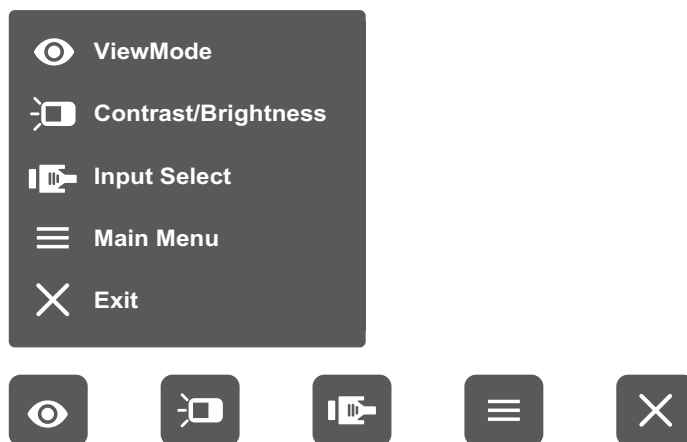 ViewMode
Contrast/Brightness
Input Select
Main Menu
Exit